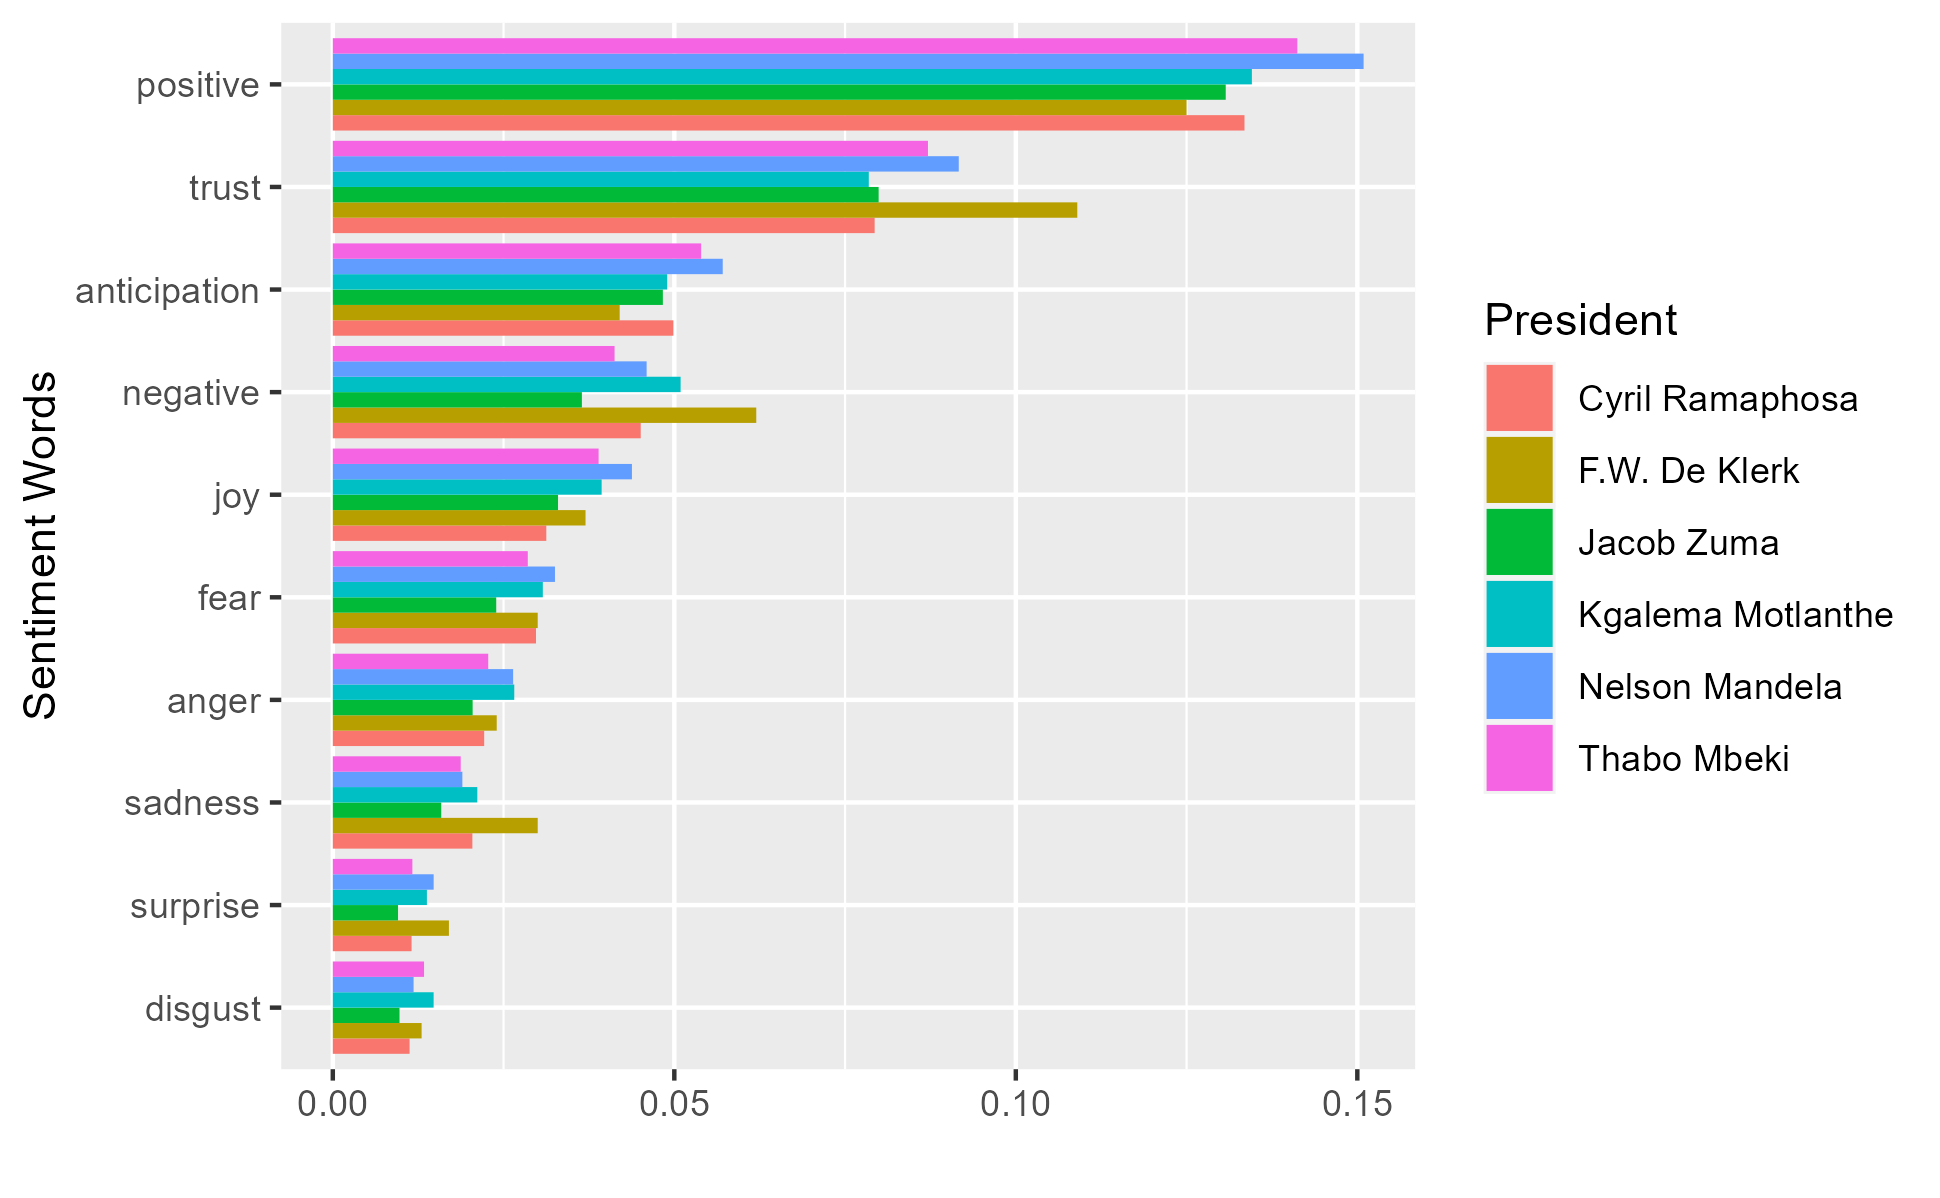 Sentiment Words
positive
trust
anticipation
negative
joy
fear
anger
sadness
surprise
disgust
0.00 0.05 0.10 0.15
President
Cyril Ramaphosa
F.W. De Klerk
Jacob Zuma
Kgalema Motlanthe
Nelson Mandela
Thabo Mbeki